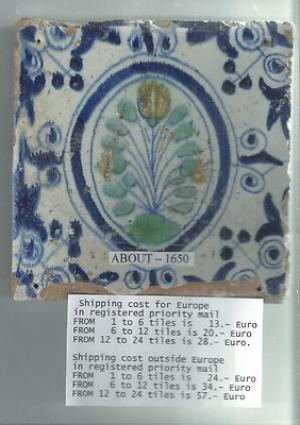 ABOUT - 1650
Shipping cost for Europe
in registered priority mail
FROM 1 to 6 tiles is 13.- Euro
FROM 6 to 12 tiles is 20.- Euro
FROM 12 to 24 tiles is 28.- Euro.
Shipping cost outside Europe
in registered priority mail
FROM 1 to 6 tiles is 24.- Euro
FROM 6 to 12 tiles is 34.- Euro
FROM 12 to 24 tiles is 57.- Euro